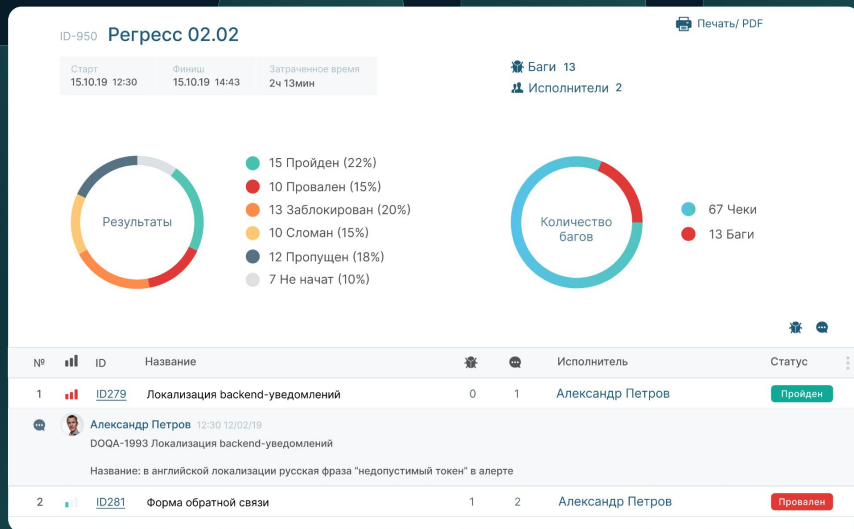 ID-950 Регресс 02.02
Печать/ PDF
Старт Финиш Затраченное время
15.10.19 12:30 15.10.19 14:43 2ч 13мин
Баги 13
Исполнители 2
Результаты
15 Пройден (22%)
10 Провален (15%)
13 Заблокирован (20%)
10 Сломан (15%)
12 Пропущен (18%)
7 Не начат (10%)
Количество
багов
67 Чеки
13 Баги
№ ID Название Исполнитель Статус
1 ID279 Локализация backend-уведомлений 0 1 Александр Петров Пройден
Александр Петров 12:30 12/02/19
DOQA-1993 Локализация backend-уведомлений
Название: в английской локализации русская фраза "недопустимый токен" в алерте
2 ID281 Форма обратной связи 1 2 Александр Петров Провален